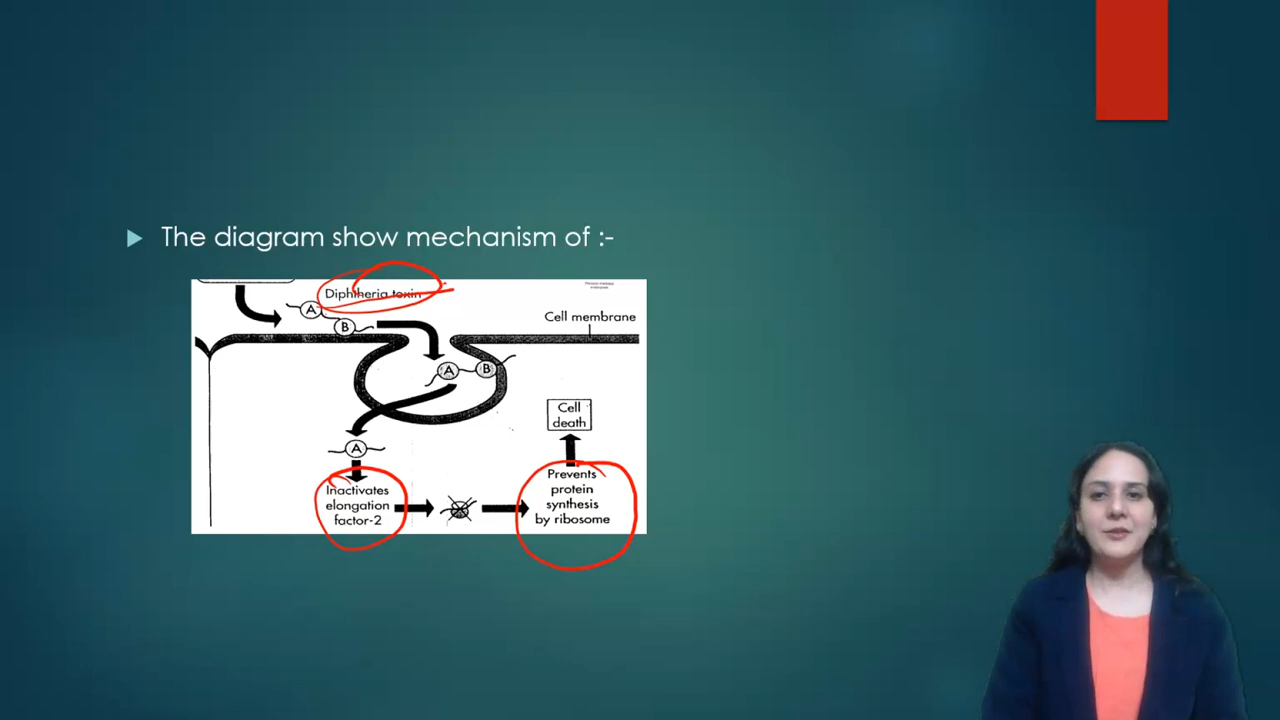 The diagram show mechanism of :-
Diphtheria toxin
A
B
Cell membrane
A
B
Cell
death
A
Inactivates
elongation
factor-2
Prevents
protein
synthesis
by ribosome